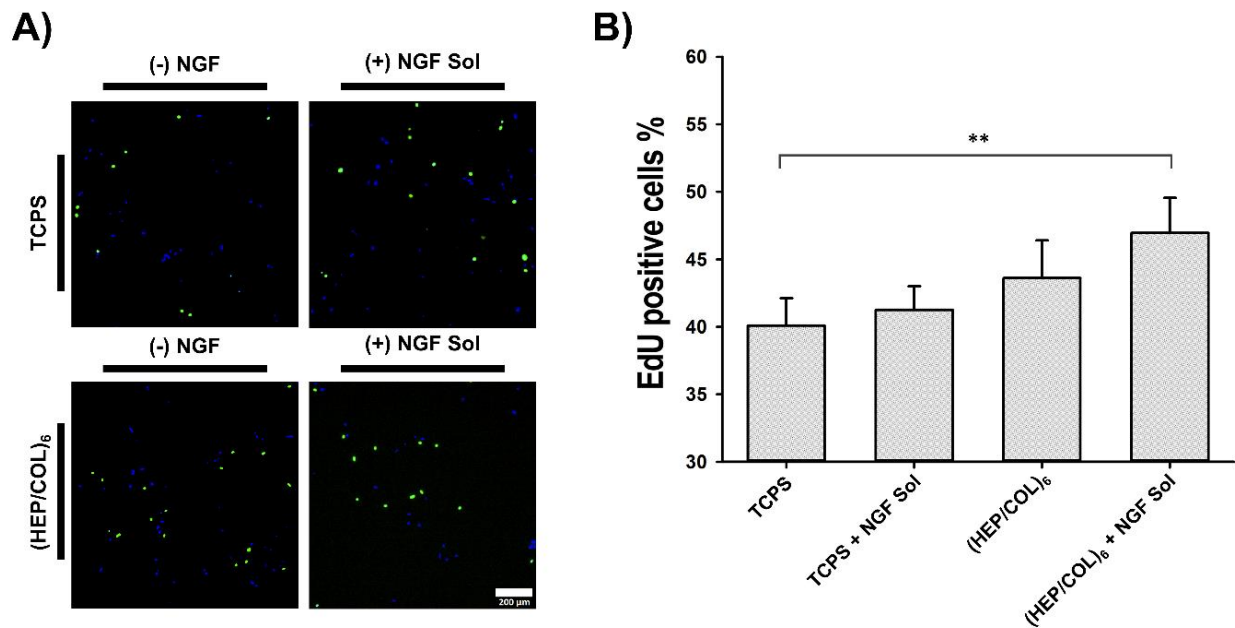 A)
(-) NGF
(+) NGF Sol
TCPS
(-) NGF
(+) NGF Sol
(HEP/COL)₆
200 µm
B)
EdU positive cells %
60
55
50
45
40
35
30
**
TCPS
TCPS + NGF Sol
(HEP/COL)₆
(HEP/COL)₆ + NGF Sol